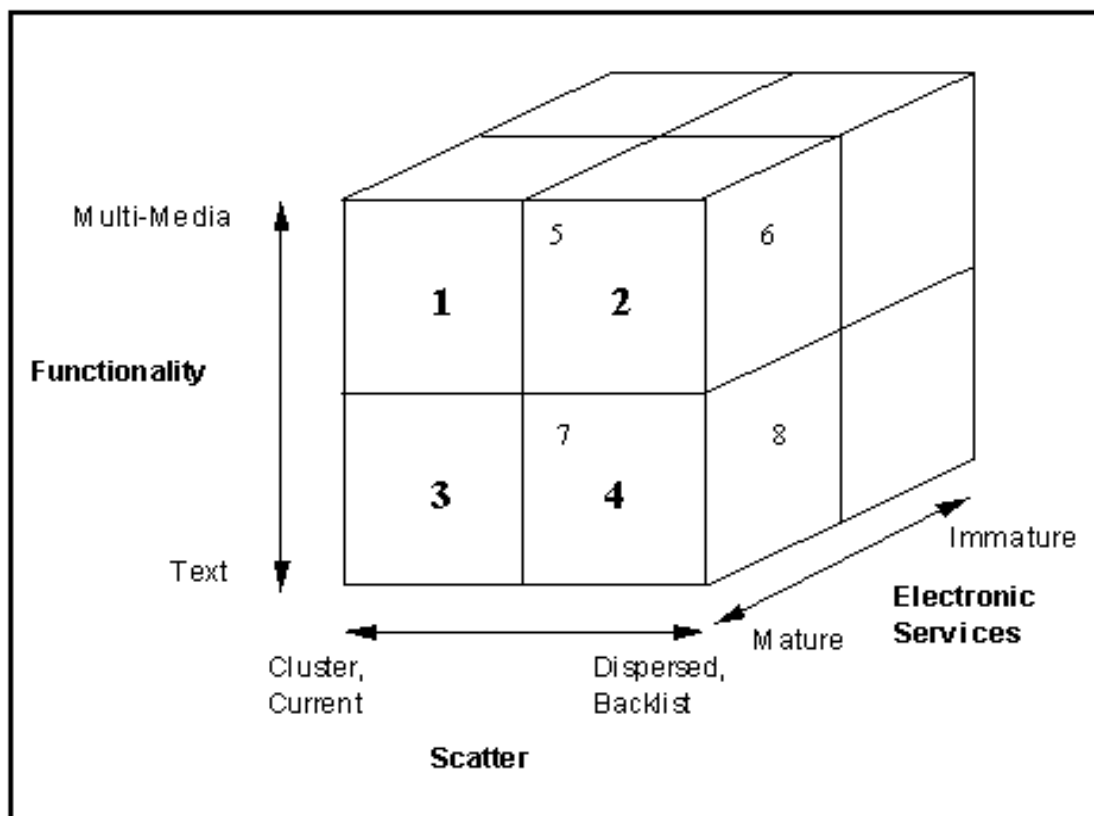 Multi-Media
5
6
1
2
Functionality
7
8
3
4
Immature
Text
Electronic
Services
Mature
Cluster,
Current
Dispersed,
Backlist
Scatter